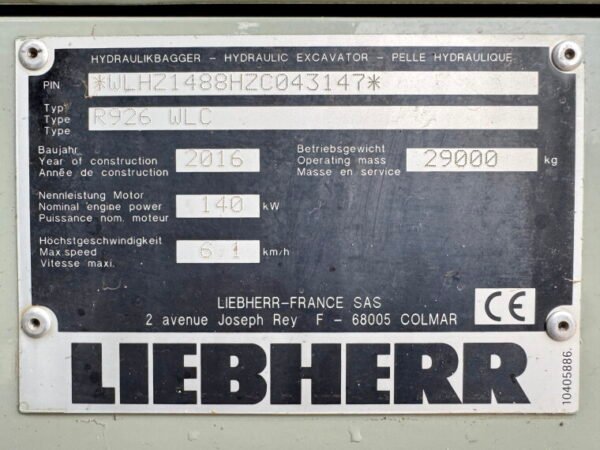 HYDRAULIKBAGGER - HYDRAULIC EXCAVATOR - PELLE HYDRAULIQUE
PIN *WLHZ1488HZC043147*
Typ
Type R926 WLC
Type
Baujahr
Year of construction 2016
Année de construction
Betriebsgewicht
Operating mass 29000 kg
Masse en service
Nennleistung Motor
Nominal engine power 140 kW
Puissance nom. moteur
Höchstgeschwindigkeit
Max.speed 6.1 km/h
Vitesse maxi.
LIEBHERR-FRANCE SAS
2 avenue Joseph Rey F - 68005 COLMAR
CE
LIEBHERR
10405886.